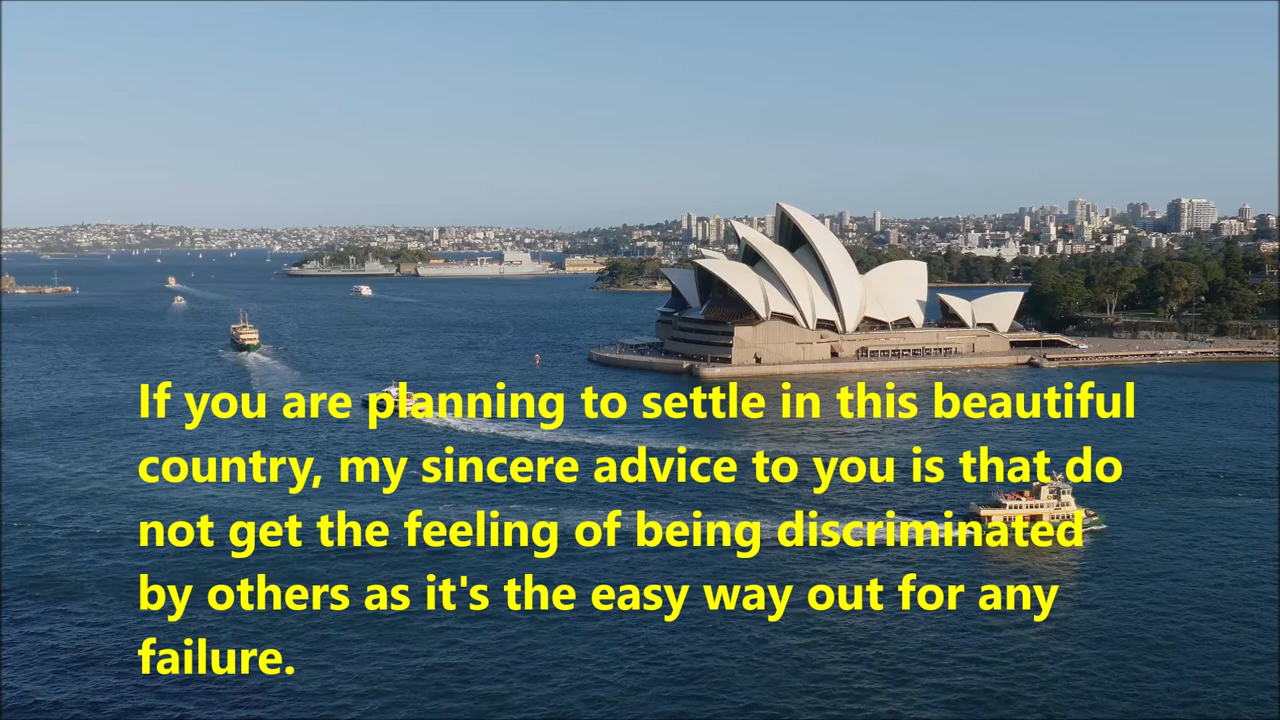 If you are planning to settle in this beautiful
country, my sincere advice to you is that do
not get the feeling of being discriminated
by others as it's the easy way out for any
failure.